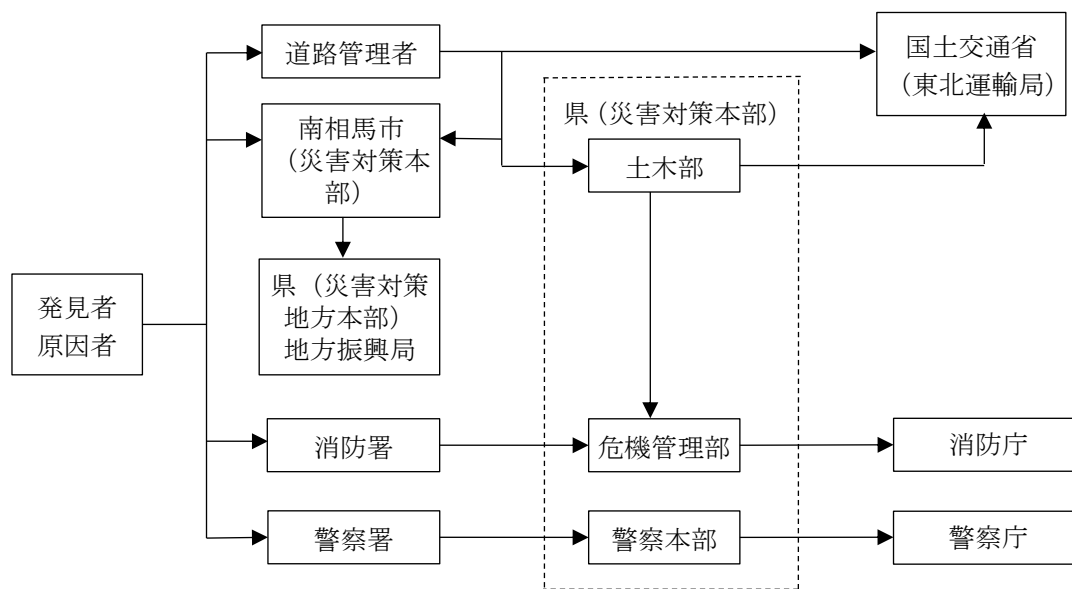 道路管理者
国土交通省
（東北運輸局）
県（災害対策本部）
南相馬市
（災害対策本
部）
土木部
県（災害対策
地方本部）
地方振興局
発見者
原因者
消防署
危機管理部
消防庁
警察署
警察本部
警察庁